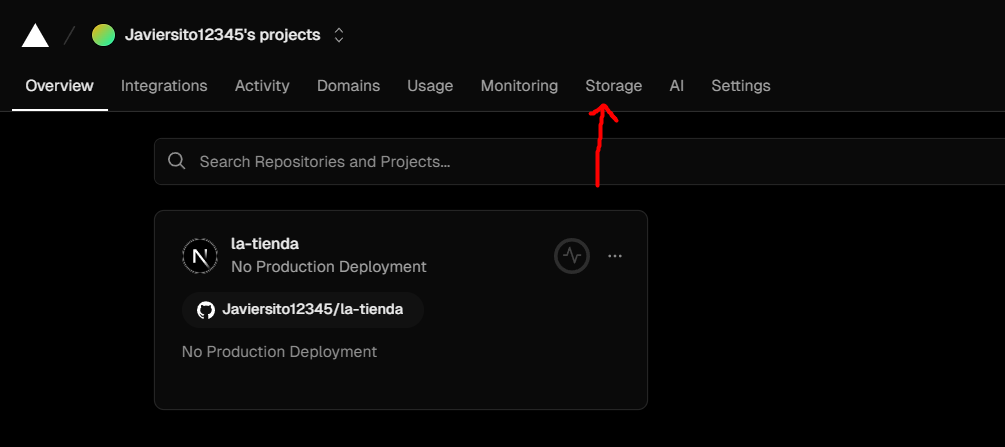 Javiersito12345's projects
Overview Integrations Activity Domains Usage Monitoring Storage AI Settings
Search Repositories and Projects...
la-tienda
No Production Deployment
Javiersito12345/la-tienda
No Production Deployment